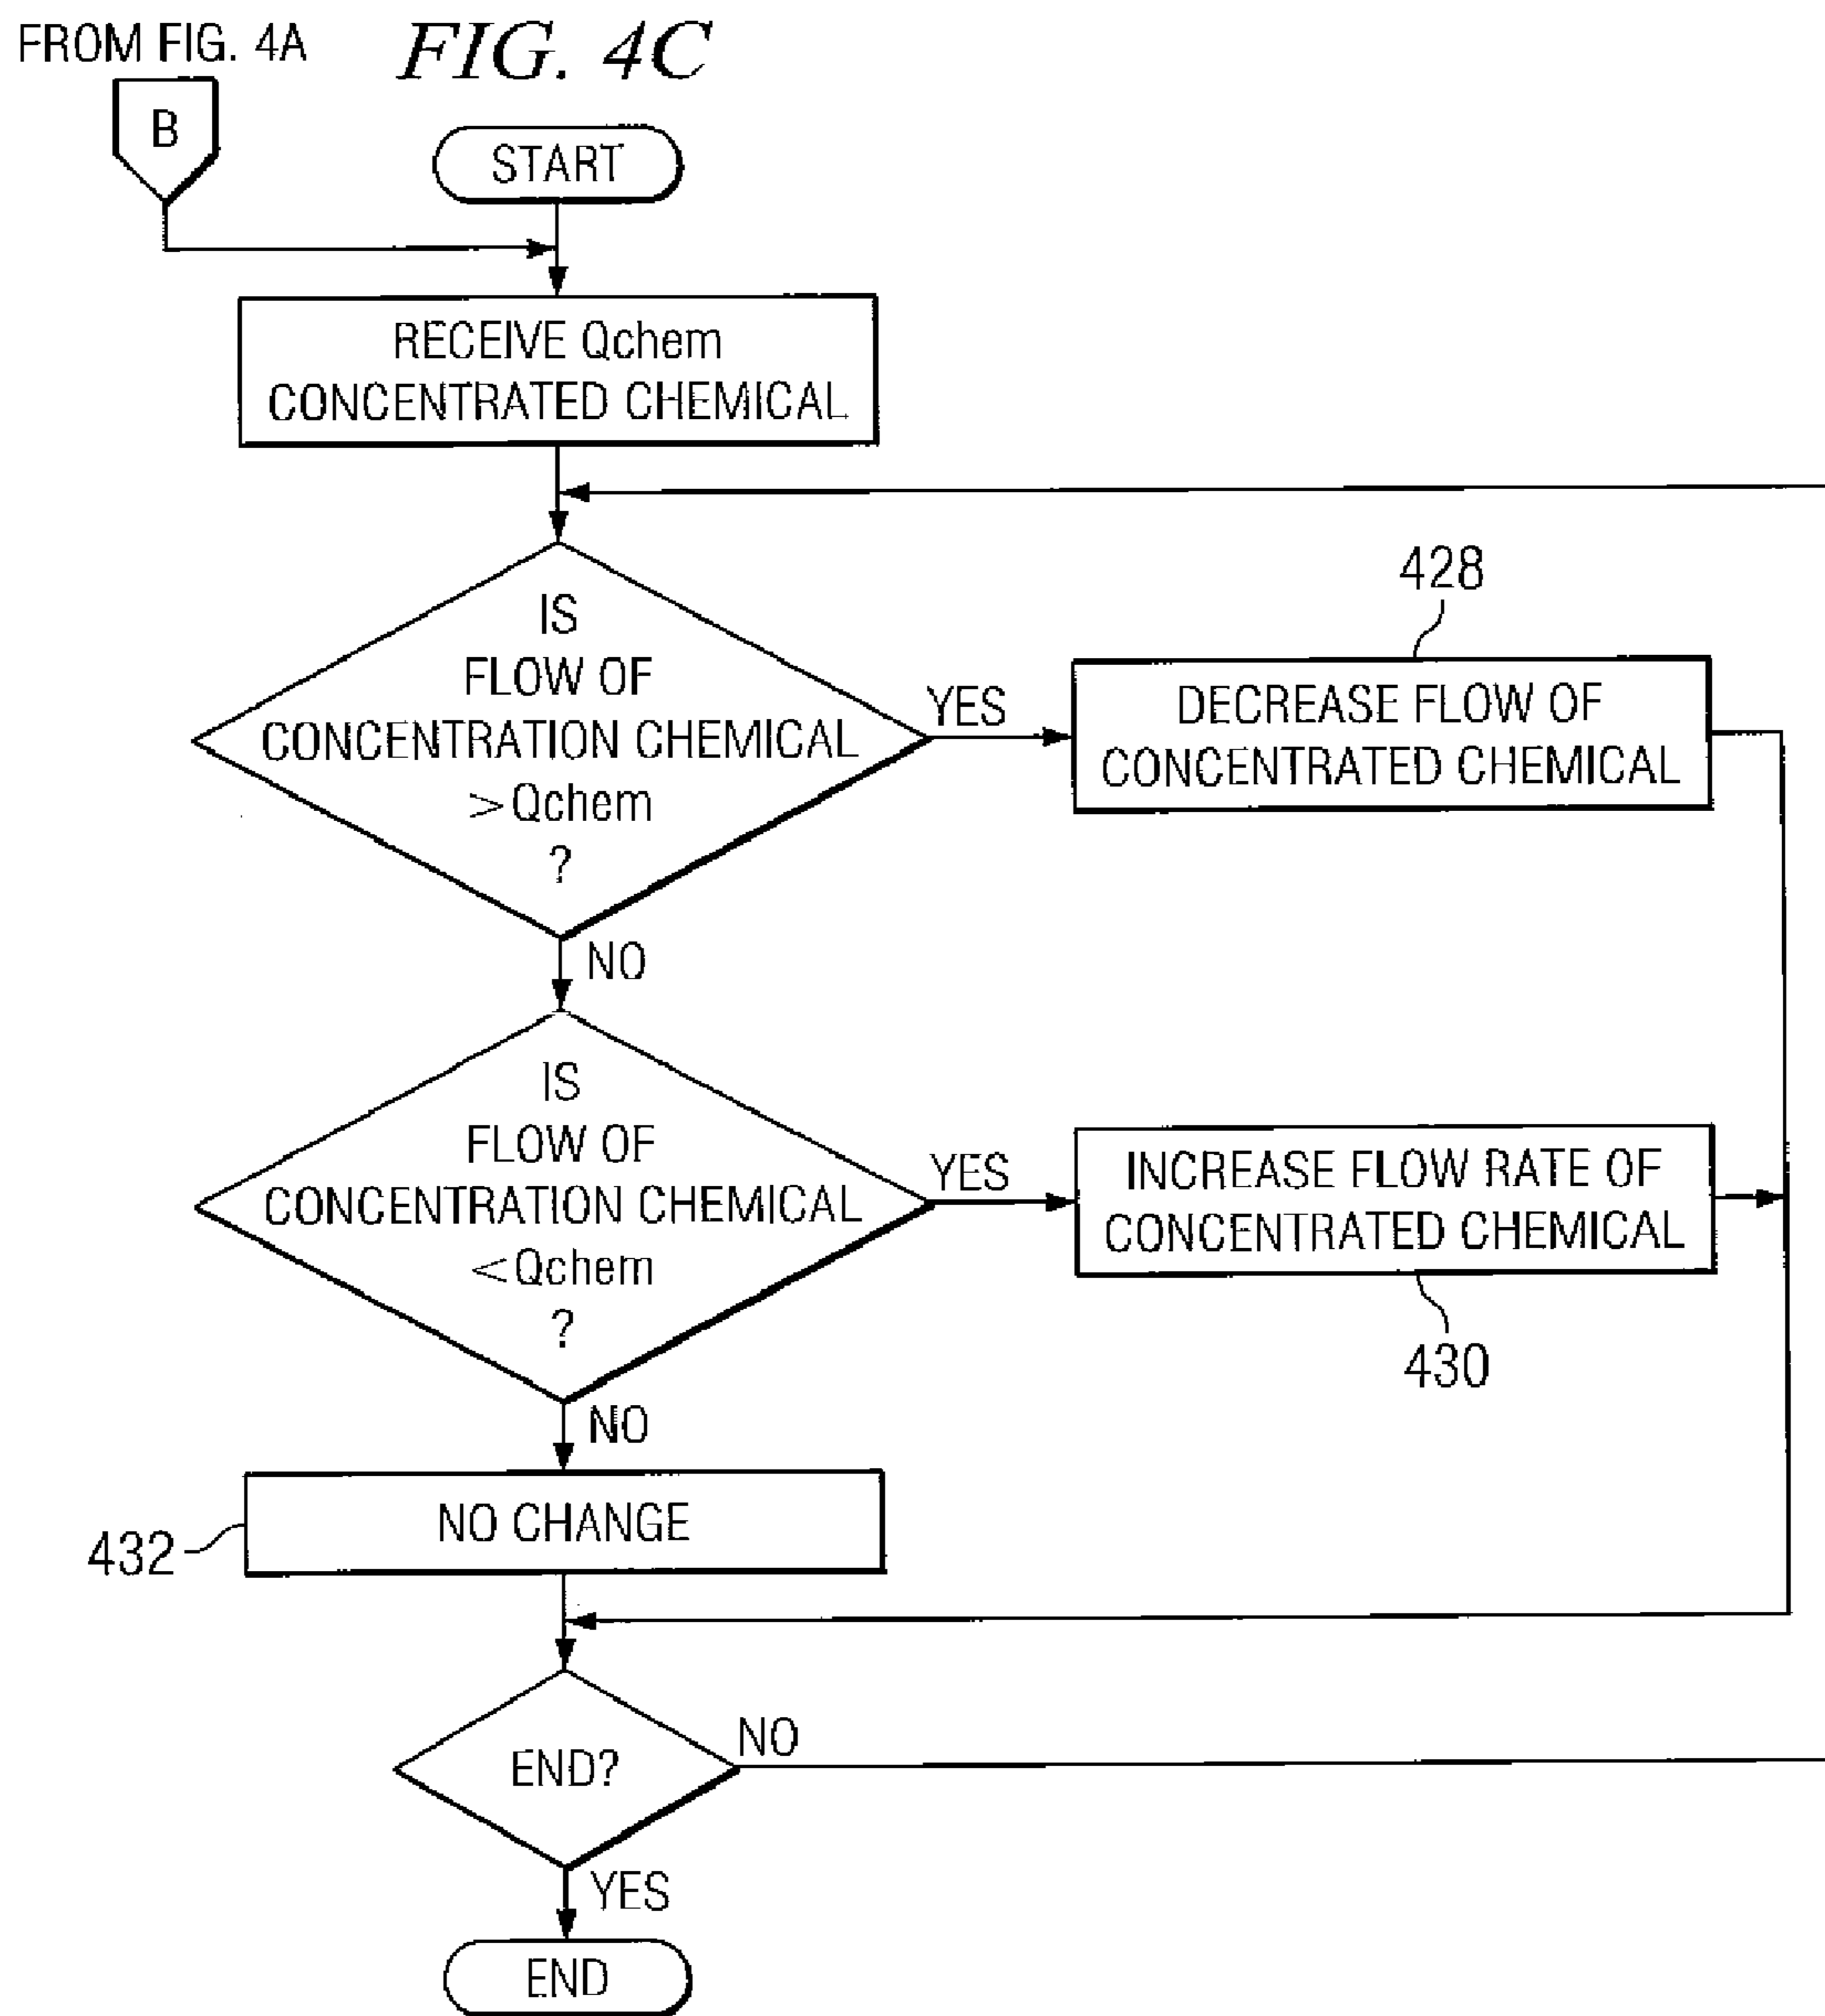 FROM FIG. 4A
FIG. 4C
B
START
RECEIVE Qchem
CONCENTRATED CHEMICAL
IS
FLOW OF
CONCENTRATION CHEMICAL
>Qchem
?
YES
428
DECREASE FLOW OF
CONCENTRATED CHEMICAL
NO
IS
FLOW OF
CONCENTRATION CHEMICAL
<Qchem
?
YES
INCREASE FLOW RATE OF
CONCENTRATED CHEMICAL
430
NO
NO CHANGE
432
END?
NO
YES
END